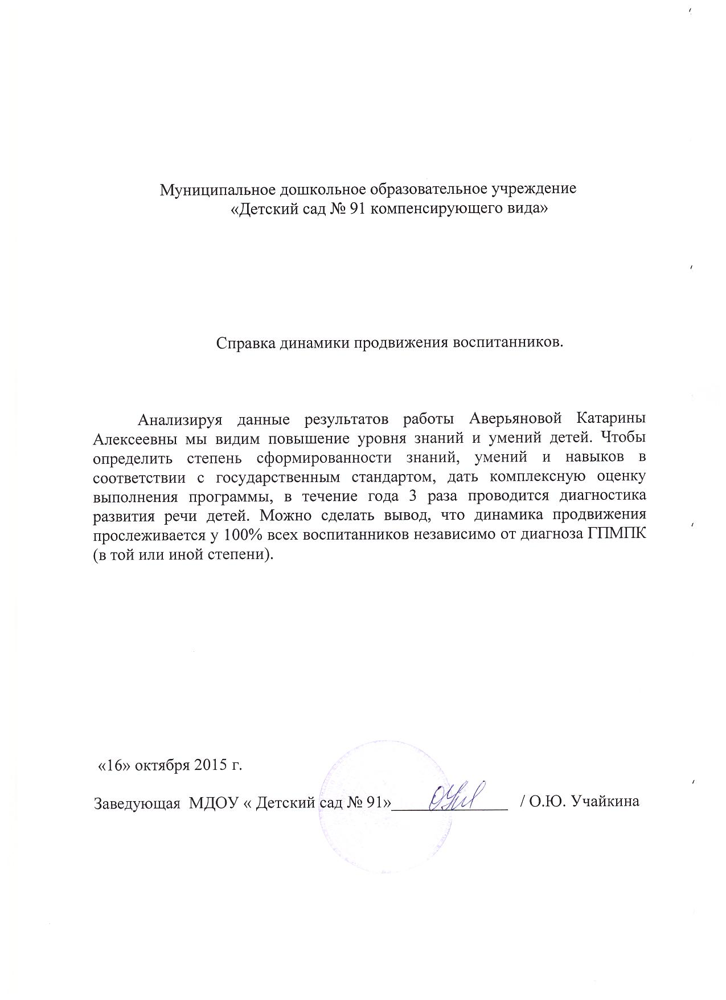 Муниципальное дошкольное образовательное учреждение
«Детский сад № 91 компенсирующего вида»
Справка динамики продвижения воспитанников.
Анализируя данные результатов работы Аверьяновой Катарины
Алексеевны мы видим повышение уровня знаний и умений детей. Чтобы
определить степень сформированности знаний, умений и навыков в
соответствии с государственным стандартом, дать комплексную оценку
выполнения программы, в течение года 3 раза проводится диагностика
развития речи детей. Можно сделать вывод, что динамика продвижения
прослеживается у 100% всех воспитанников независимо от диагноза ГПМПК
(в той или иной степени).
«16» октября 2015 г.
Заведующая МДОУ « Детский сад № 91»_______________ / О.Ю. Учайкина